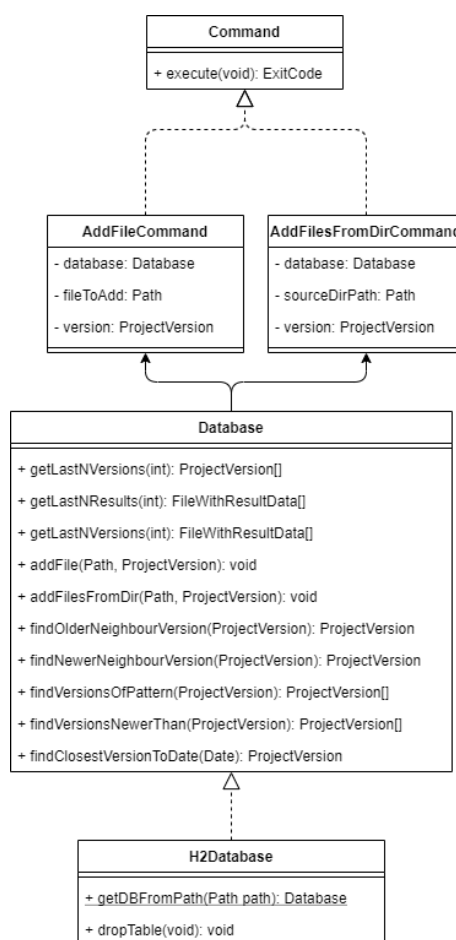 Command
+ execute(void): ExitCode
AddFileCommand
- database: Database
- fileToAdd: Path
- version: ProjectVersion
AddFilesFromDirCommand
- database: Database
- sourceDirPath: Path
- version: ProjectVersion
Database
+ getLastNVersions(int): ProjectVersion[]
+ getLastNResults(int): FileWithResultData[]
+ getLastNVersions(int): FileWithResultData[]
+ addFile(Path, ProjectVersion): void
+ addFilesFromDir(Path, ProjectVersion): void
+ findOlderNeighbourVersion(ProjectVersion): ProjectVersion
+ findNewerNeighbourVersion(ProjectVersion): ProjectVersion
+ findVersionsOfPattern(ProjectVersion): ProjectVersion[]
+ findVersionsNewerThan(ProjectVersion): ProjectVersion[]
+ findClosestVersionToDate(Date): ProjectVersion
H2Database
+ getDBFromPath(Path path): Database
+ dropTable(void): void